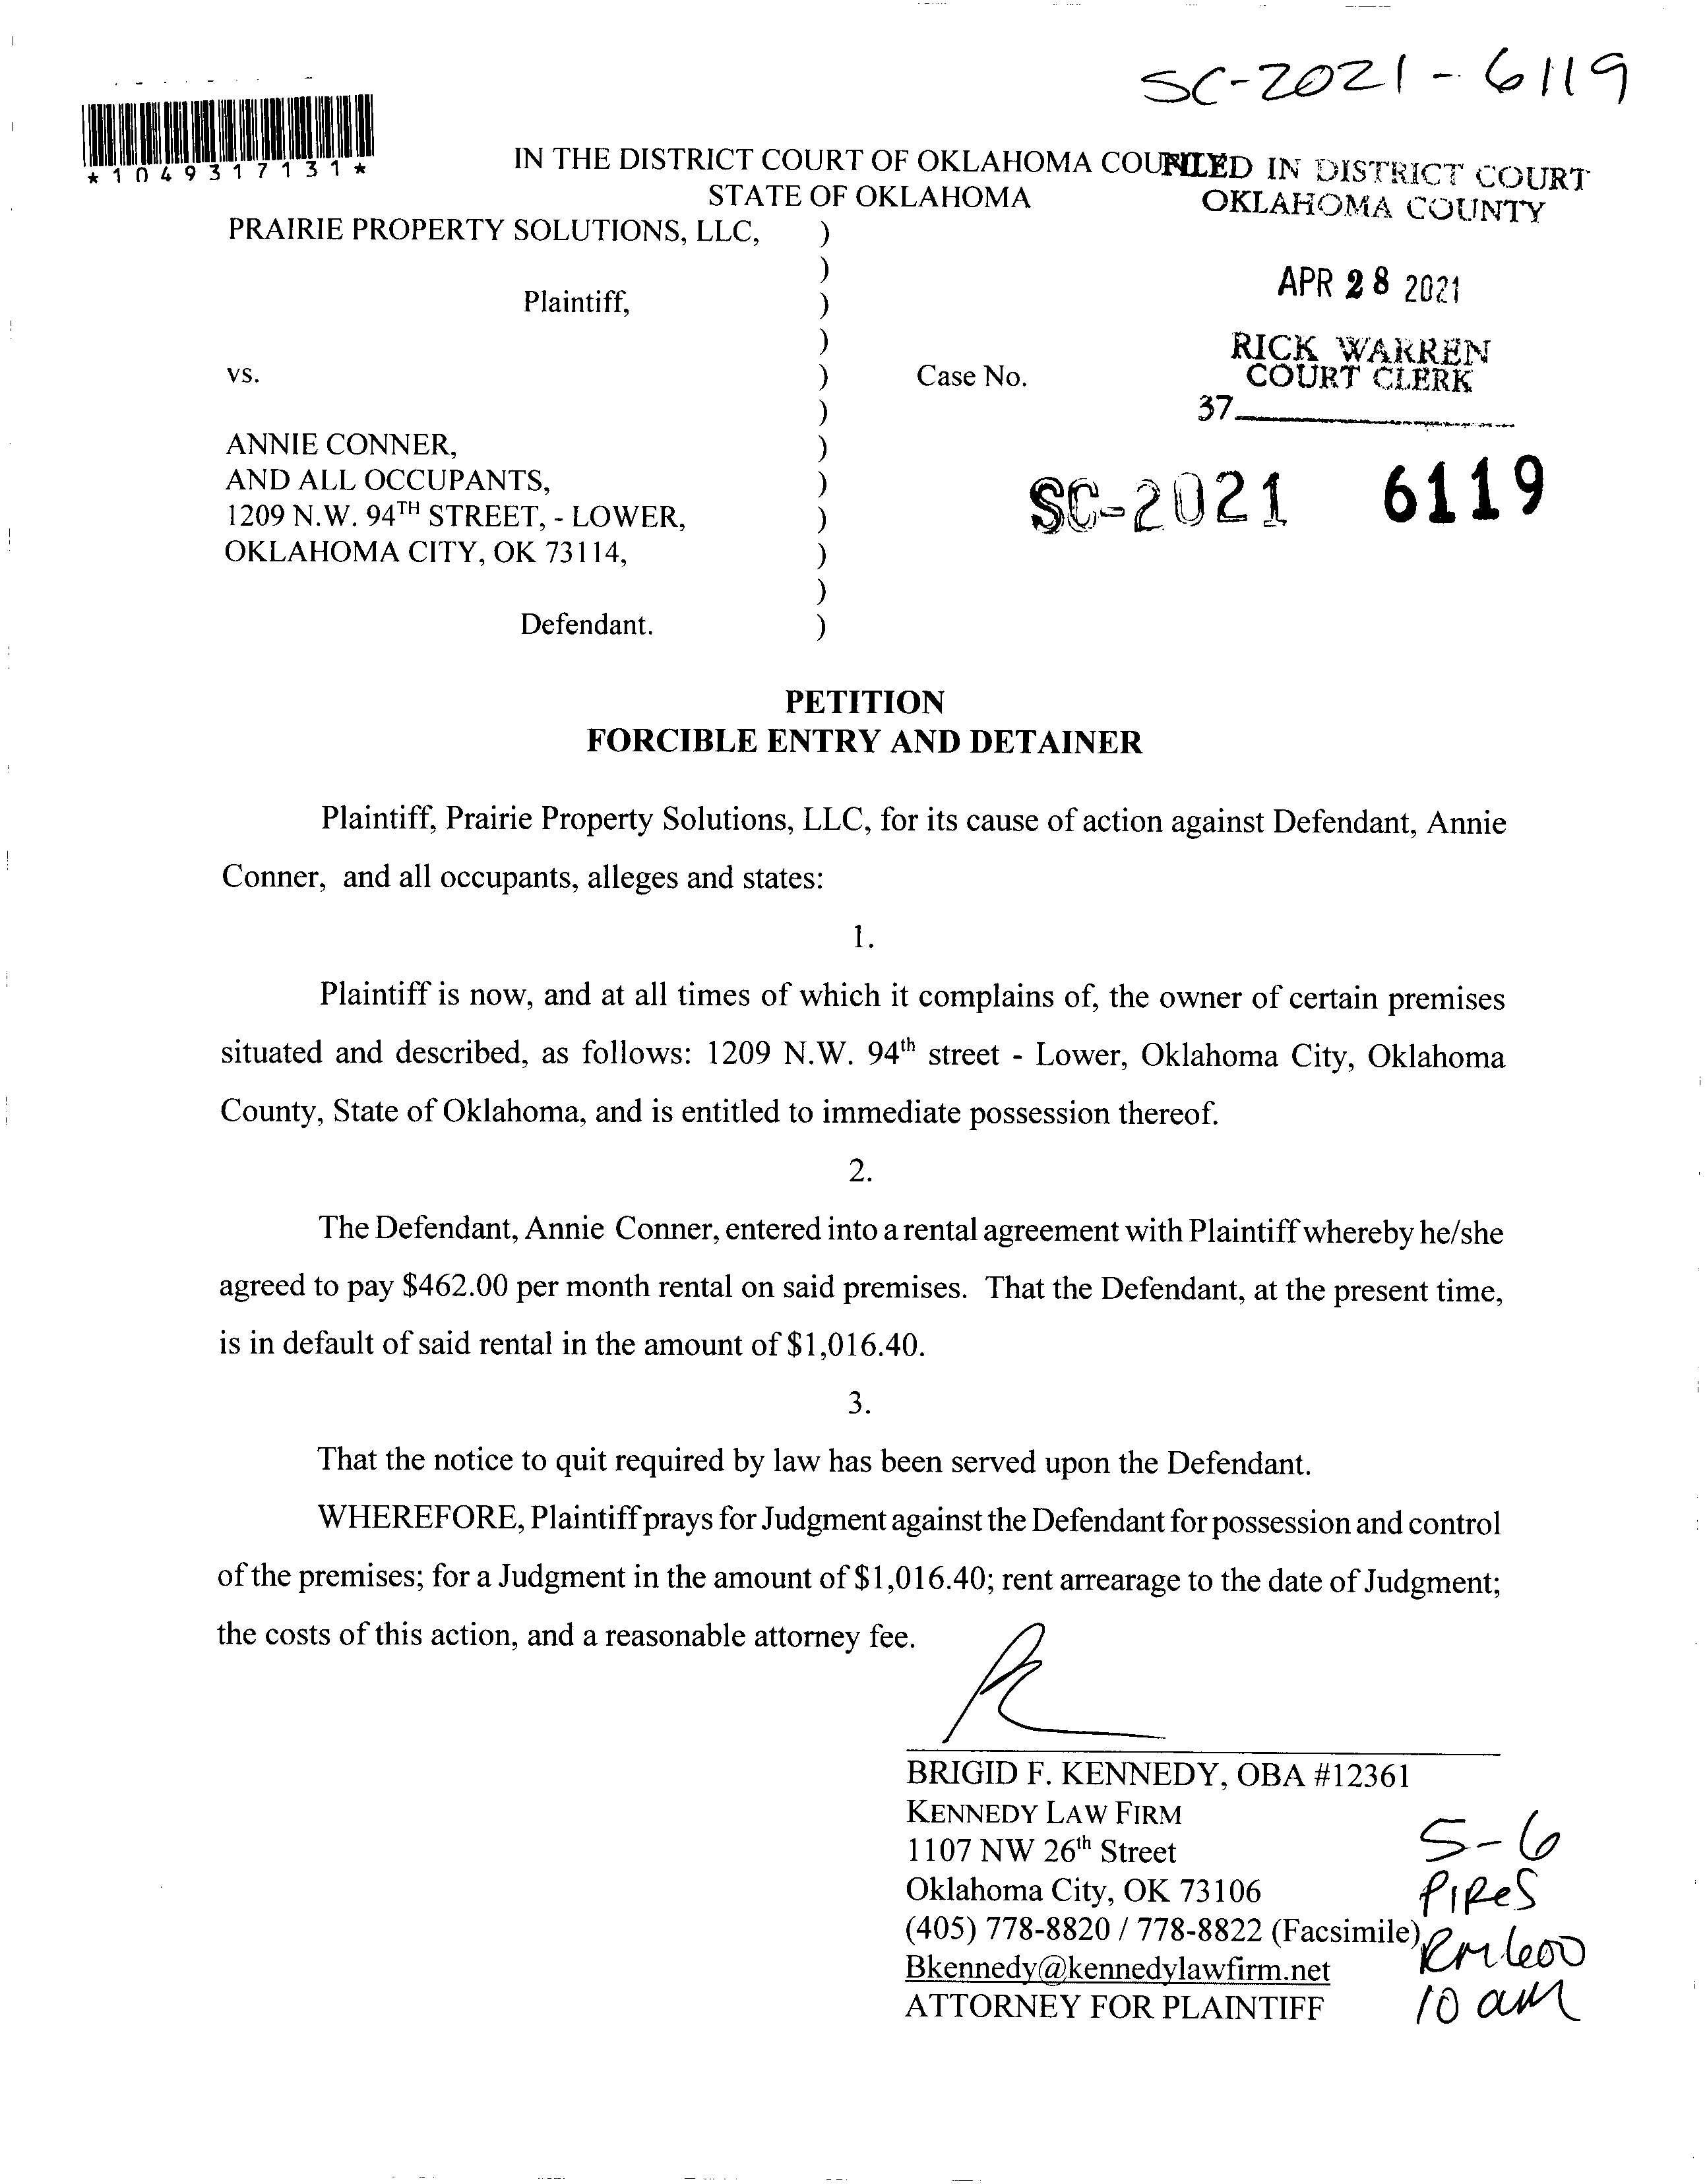 SC-2021-6119
*1049317131*
IN THE DISTRICT COURT OF OKLAHOMA COUNTY
STATE OF OKLAHOMA
FILED IN DISTRICT COURT
OKLAHOMA COUNTY
APR 28 2021
RICK WARREN
COURT CLERK
37
PRAIRIE PROPERTY SOLUTIONS, LLC, )
)
Plaintiff, )
)
vs. ) Case No.
)
ANNIE CONNER, )
AND ALL OCCUPANTS, ) SC-2021 6119
1209 N.W. 94TH STREET, - LOWER, )
OKLAHOMA CITY, OK 73114, )
)
Defendant. )
PETITION
FORCIBLE ENTRY AND DETAINER
Plaintiff, Prairie Property Solutions, LLC, for its cause of action against Defendant, Annie
Conner, and all occupants, alleges and states:
1.
Plaintiff is now, and at all times of which it complains of, the owner of certain premises
situated and described, as follows: 1209 N.W. 94th street - Lower, Oklahoma City, Oklahoma
County, State of Oklahoma, and is entitled to immediate possession thereof.
2.
The Defendant, Annie Conner, entered into a rental agreement with Plaintiff whereby he/she
agreed to pay $462.00 per month rental on said premises. That the Defendant, at the present time,
is in default of said rental in the amount of $1,016.40.
3.
That the notice to quit required by law has been served upon the Defendant.
WHEREFORE, Plaintiff prays for Judgment against the Defendant for possession and control
of the premises; for a Judgment in the amount of $1,016.40; rent arrearage to the date of Judgment;
the costs of this action, and a reasonable attorney fee.
BRIGID F. KENNEDY, OBA #12361
KENNEDY LAW FIRM
1107 NW 26th Street
Oklahoma City, OK 73106
(405) 778-8820 / 778-8822 (Facsimile)
Bkennedy@kennedylawfirm.net
ATTORNEY FOR PLAINTIFF
5-6
PIPES
Rm 600
10 am